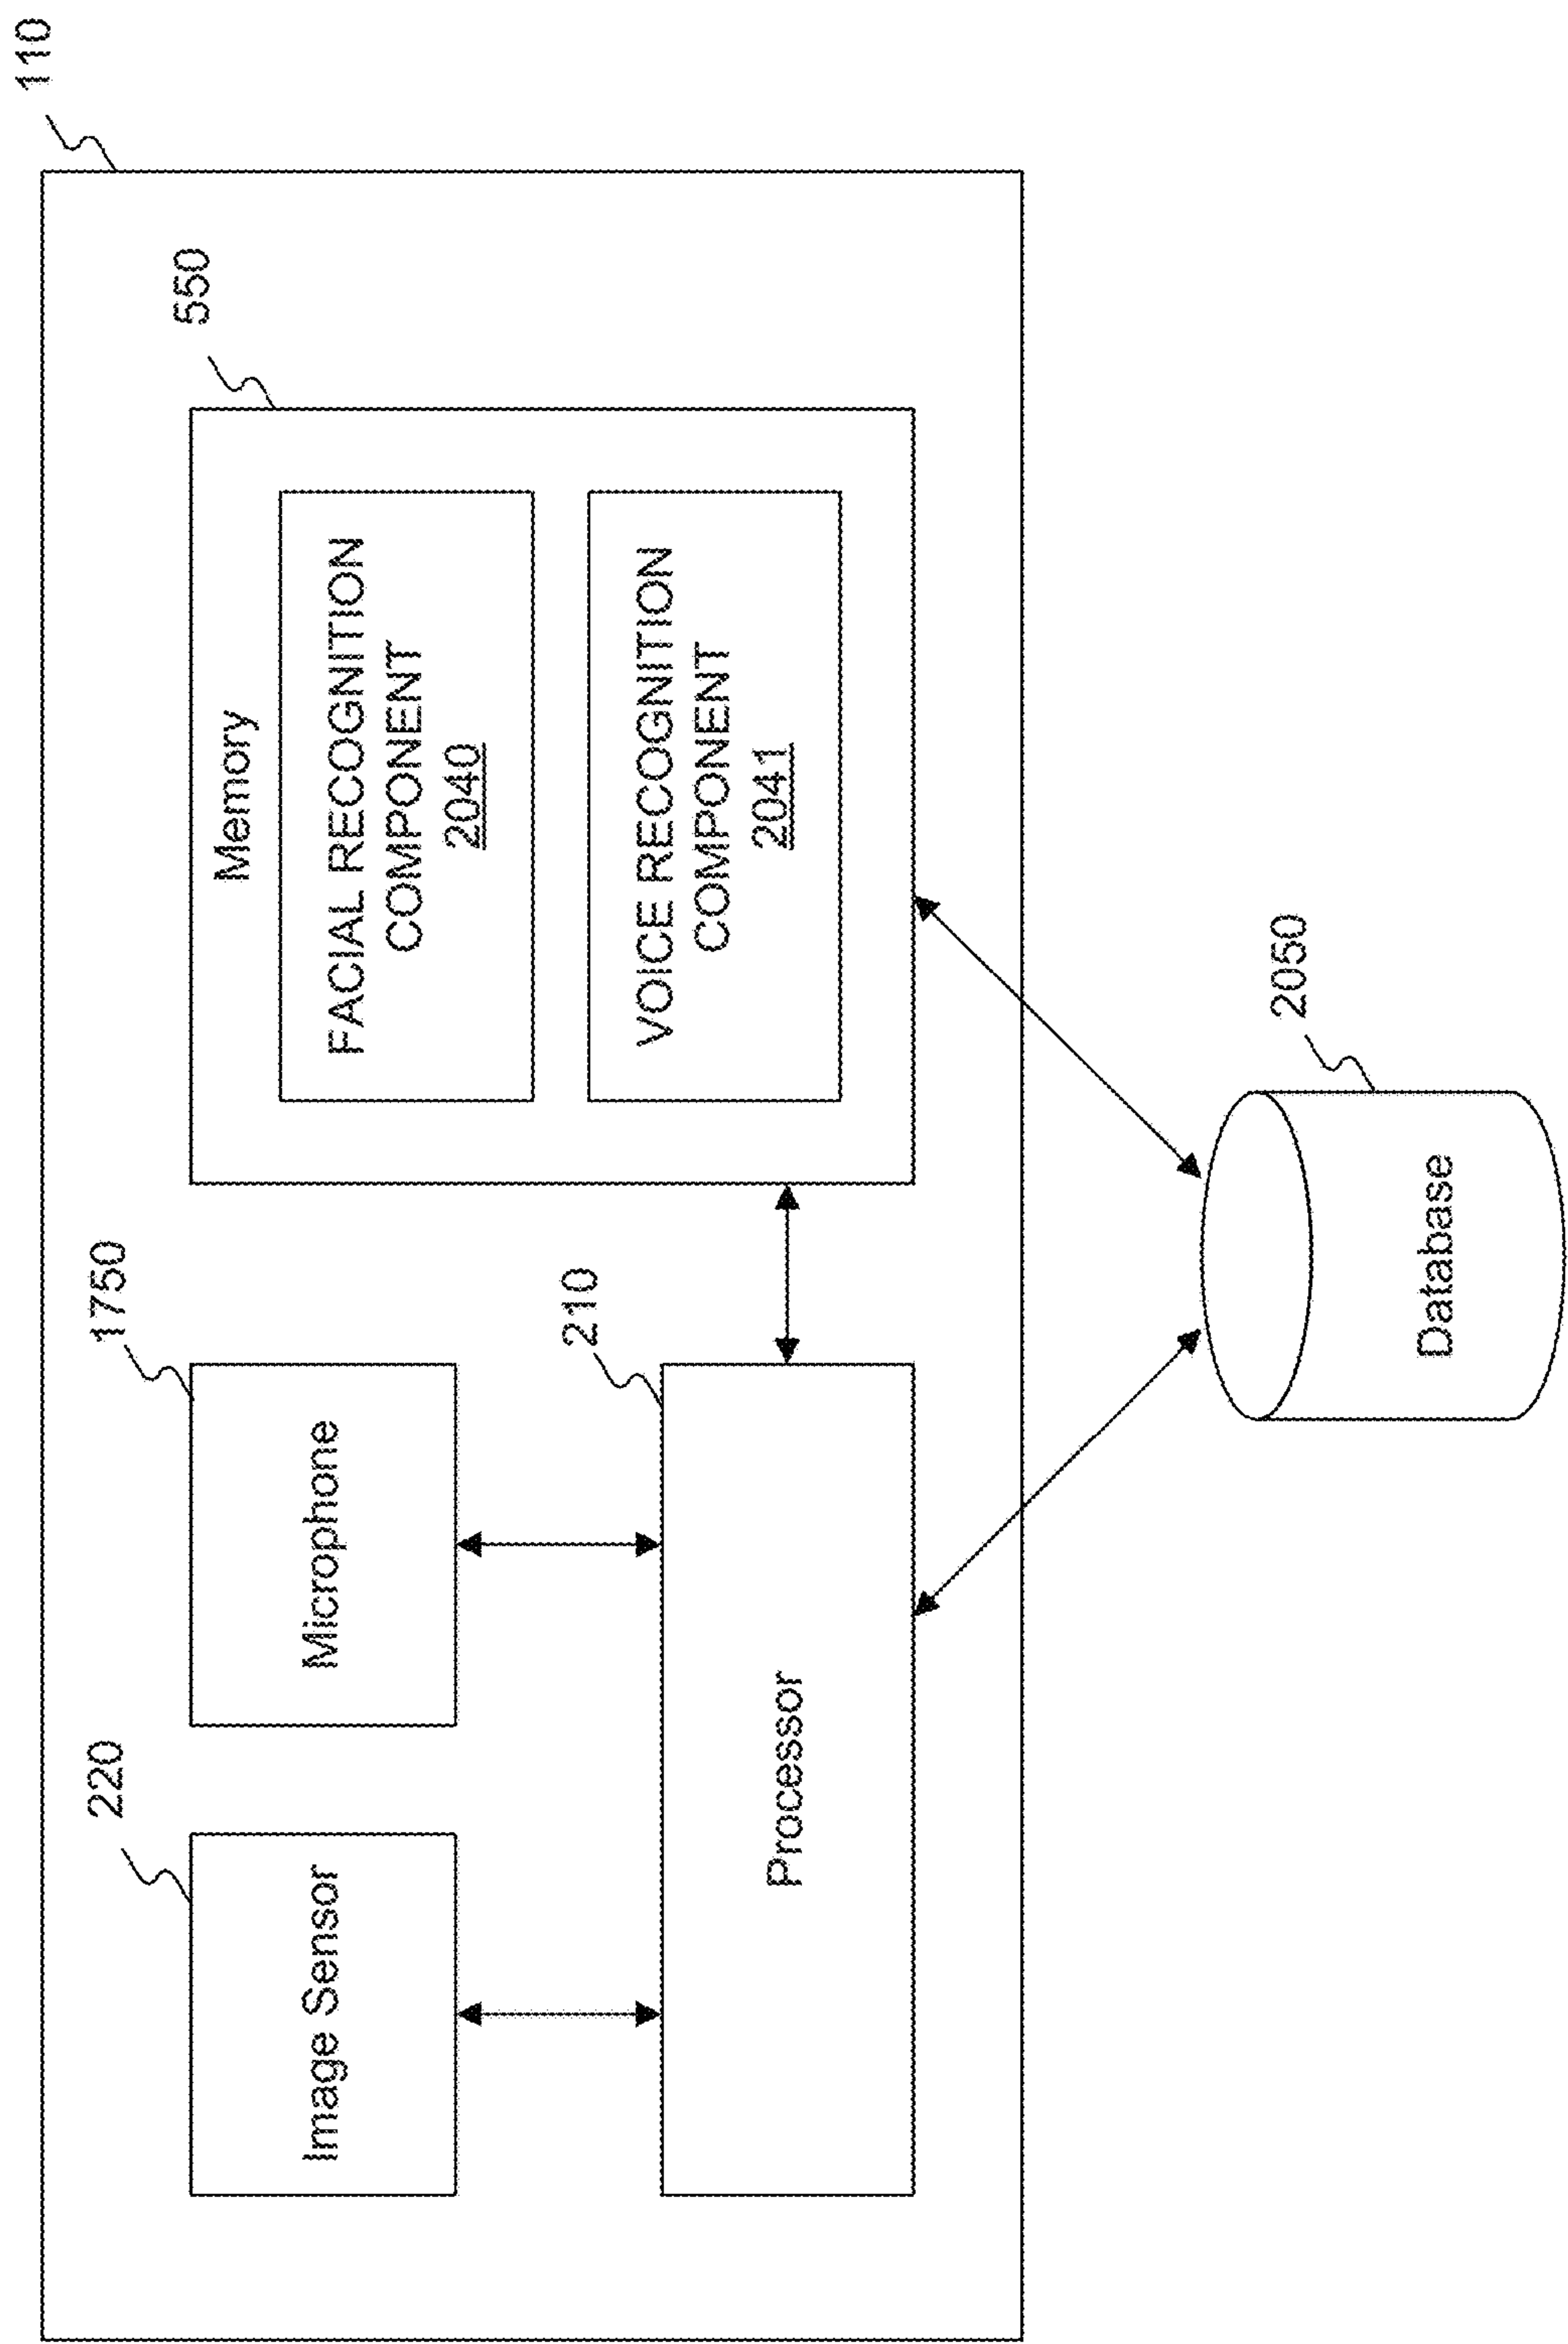 110
550
Memory
FACIAL RECOGNITION
COMPONENT
2040
VOICE RECOGNITION
COMPONENT
2041
220
Image Sensor
1750
Microphone
210
Processor
2050
Database